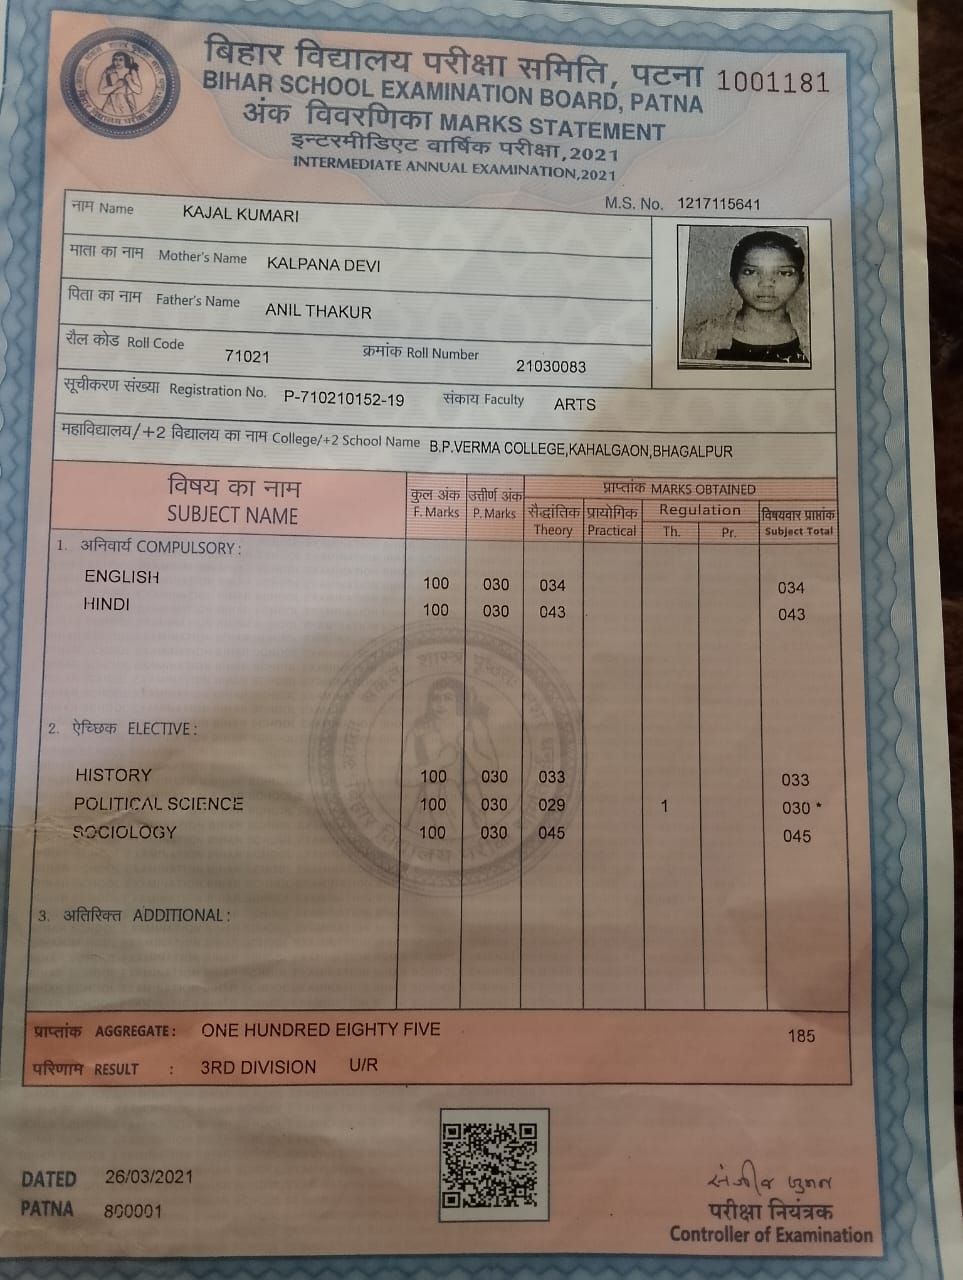 बिहार विद्यालय परीक्षा समिति, पटना 1001181
BIHAR SCHOOL EXAMINATION BOARD, PATNA
अंक विवरणिका MARKS STATEMENT
इन्टरमीडिएट वार्षिक परीक्षा,2021
INTERMEDIATE ANNUAL EXAMINATION,2021
M.S. No. 1217115641
नाम Name KAJAL KUMARI
माता का नाम Mother's Name KALPANA DEVI
पिता का नाम Father's Name ANIL THAKUR
रौल कोड Roll Code 71021 क्रमांक Roll Number 21030083
सूचीकरण संख्या Registration No. P-710210152-19 संकाय Faculty ARTS
महाविद्यालय/+2 विद्यालय का नाम College/+2 School Name B.P.VERMA COLLEGE,KAHALGAON,BHAGALPUR
विषय का नाम कुल अंक उत्तीर्ण अंक प्राप्तांक MARKS OBTAINED
SUBJECT NAME F. Marks P. Marks सैद्धांतिक प्रायोगिक Regulation विषयवार प्राप्तांक
Theory Practical Th. Pr. Subject Total
1. अनिवार्य COMPULSORY :
ENGLISH 100 030 034 034
HINDI 100 030 043 043
2. ऐच्छिक ELECTIVE :
HISTORY 100 030 033 033
POLITICAL SCIENCE 100 030 029 1 030 *
SOCIOLOGY 100 030 045 045
3. अतिरिक्त ADDITIONAL :
प्राप्तांक AGGREGATE : ONE HUNDRED EIGHTY FIVE 185
परिणाम RESULT : 3RD DIVISION U/R
DATED 26/03/2021
PATNA 800001
परीक्षा नियंत्रक
Controller of Examination